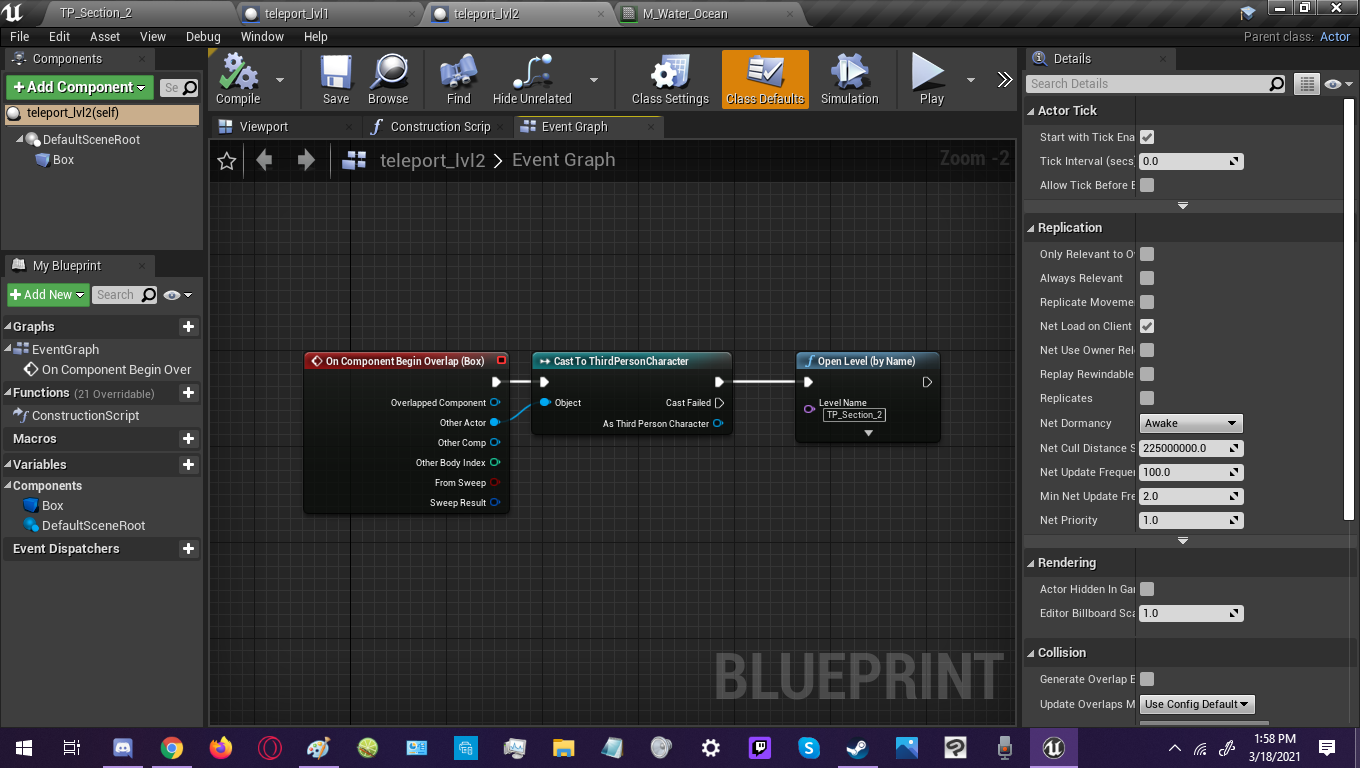 TP_Section_2
teleport_lvl1
teleport_lvl2
M_Water_Ocean
File Edit Asset View Debug Window Help
Parent class: Actor
Components
Add Component
Se
teleport_lvl2(self)
DefaultSceneRoot
Box
My Blueprint
Add New
Search
Graphs
EventGraph
On Component Begin Over
Functions (21 Overridable)
ConstructionScript
Macros
Variables
Components
Box
DefaultSceneRoot
Event Dispatchers
Compile Save Browse Find Hide Unrelated Class Settings Class Defaults Simulation Play
Viewport
Construction Scrip
Event Graph
teleport_lvl2 > Event Graph
Zoom -2
On Component Begin Overlap (Box)
Overlapped Component
Other Actor
Other Comp
Other Body Index
From Sweep
Sweep Result
Cast To ThirdPersonCharacter
Object
Cast Failed
As Third Person Character
Open Level (by Name)
Level Name
TP_Section_2
BLUEPRINT
Details
Search Details
Actor Tick
Start with Tick Ena
Tick Interval (secs 0.0
Allow Tick Before B
Replication
Only Relevant to O
Always Relevant
Replicate Moveme
Net Load on Client
Net Use Owner Rel
Replay Rewindable
Replicates
Net Dormancy Awake
Net Cull Distance S 225000000.0
Net Update Freque 100.0
Min Net Update Fre 2.0
Net Priority 1.0
Rendering
Actor Hidden In Ga
Editor Billboard Sca 1.0
Collision
Generate Overlap E
Update Overlaps M Use Config Default
1:58 PM
3/18/2021